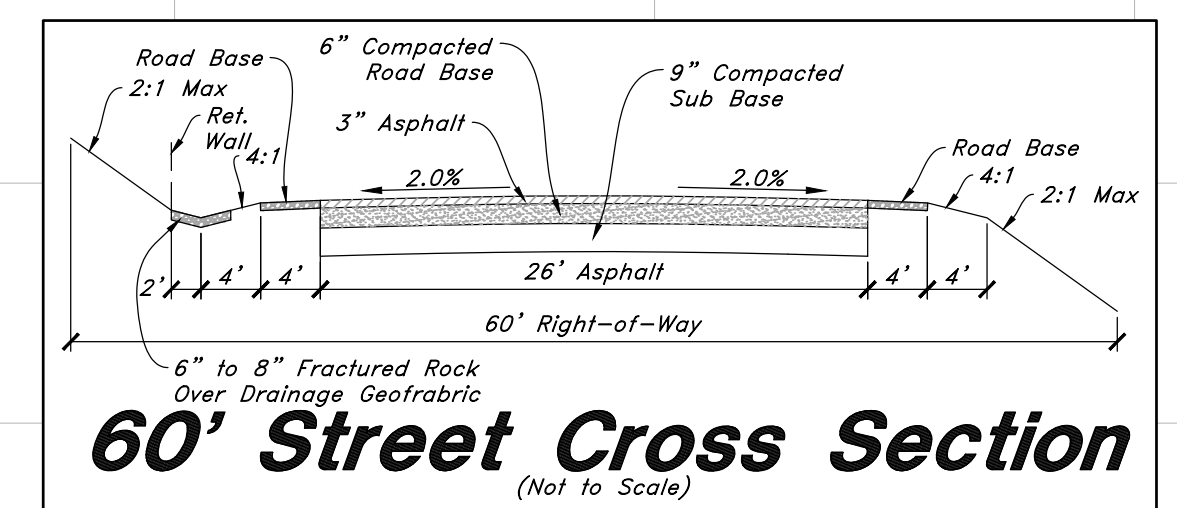 6” Compacted
Road Base
Road Base
9” Compacted
Sub Base
2:1 Max
Ret.
Wall
3” Asphalt
4:1
Road Base
2.0%
2.0%
4:1
2:1 Max
2’
4’
4’
26’ Asphalt
4’
4’
60’ Right-of-Way
6” to 8” Fractured Rock
Over Drainage Geofrabric
60’ Street Cross Section
(Not to Scale)